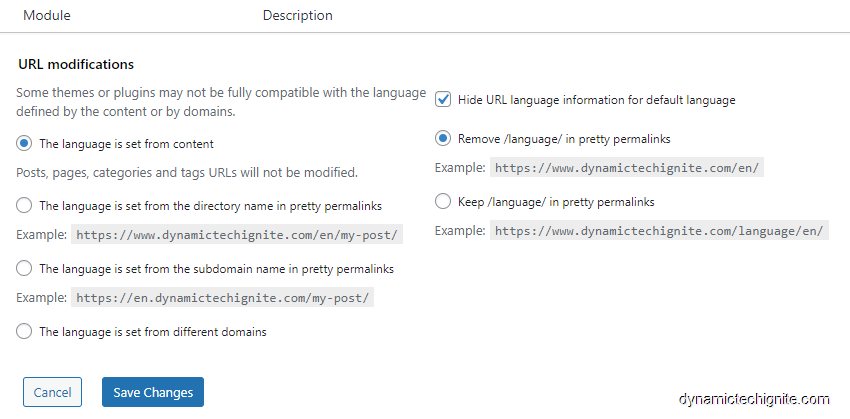 Module Description
URL modifications
Some themes or plugins may not be fully compatible with the language
defined by the content or by domains.
The language is set from content
Posts, pages, categories and tags URLs will not be modified.
The language is set from the directory name in pretty permalinks
Example: https://www.dynamictechignite.com/en/my-post/
The language is set from the subdomain name in pretty permalinks
Example: https://en.dynamictechignite.com/my-post/
The language is set from different domains
Hide URL language information for default language
Remove /language/ in pretty permalinks
Example: https://www.dynamictechignite.com/en/
Keep /language/ in pretty permalinks
Example: https://www.dynamictechignite.com/language/en/
Cancel Save Changes
dynamictechignite.com